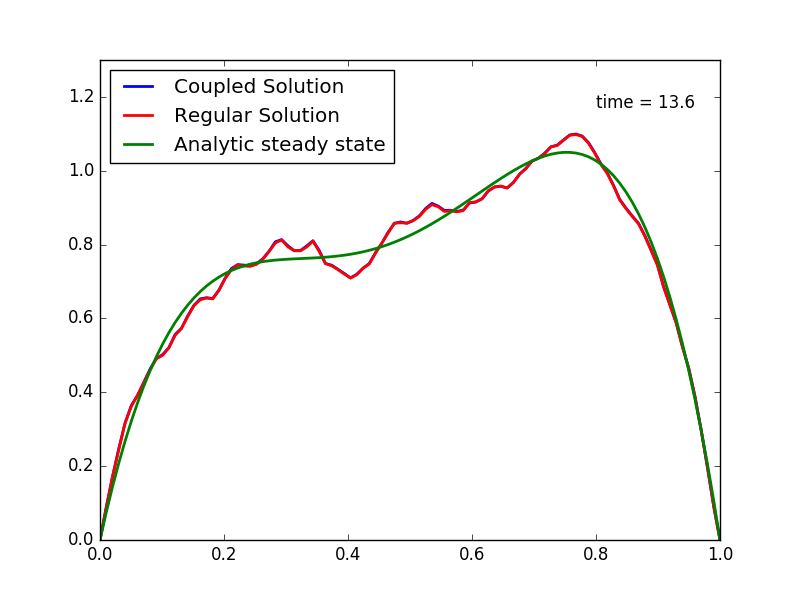 Coupled Solution
Regular Solution
Analytic steady state
time = 13.6
1.2
1.0
0.8
0.6
0.4
0.2
0.0
0.0 0.2 0.4 0.6 0.8 1.0